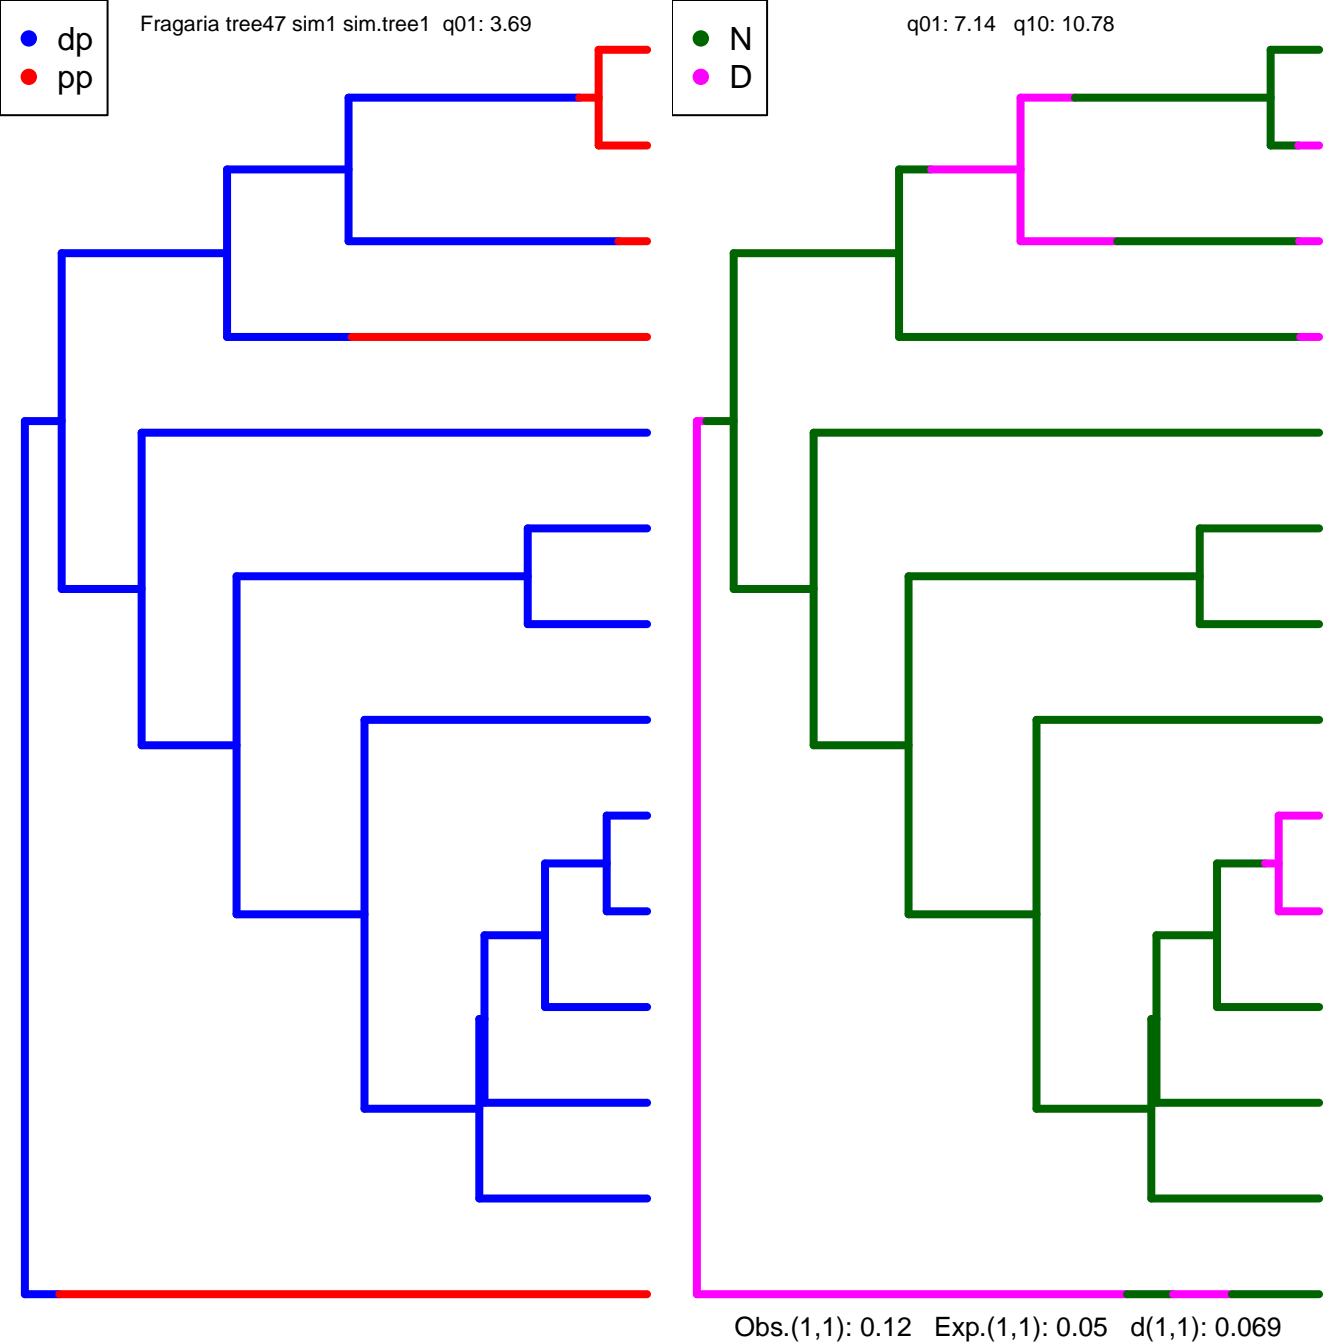 Fragaria tree47 sim1 sim.tree1  q01: 3.69
dp
pp
q01: 7.14   q10: 10.78
N
D
Obs.(1,1): 0.12   Exp.(1,1): 0.05   d(1,1): 0.069